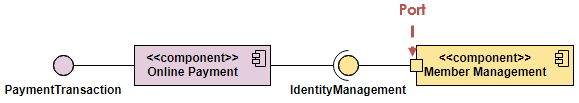 Port
<<component>>
Online Payment
<<component>>
Member Management
PaymentTransaction
IdentityManagement